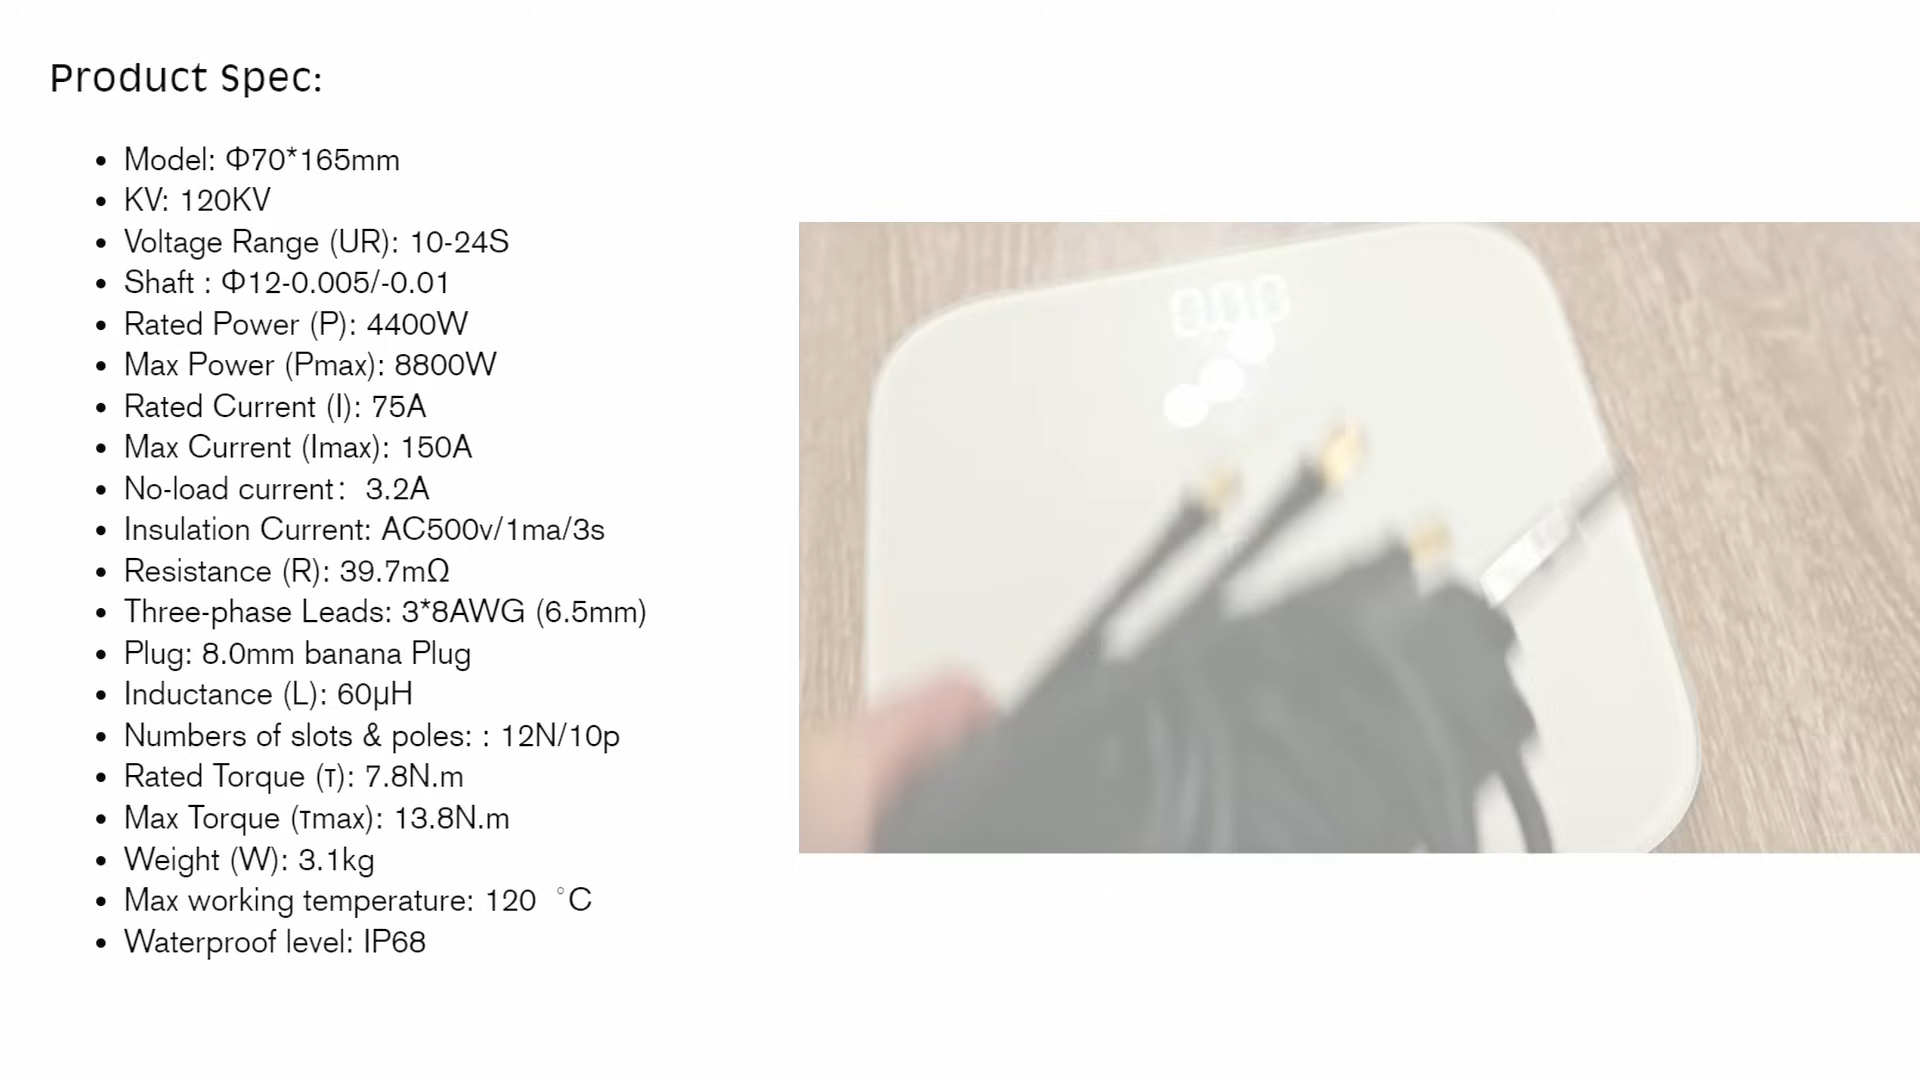 Product Spec:
Model: Φ70*165mm
KV: 120KV
Voltage Range (UR): 10-24S
Shaft : Φ12-0.005/-0.01
Rated Power (P): 4400W
Max Power (Pmax): 8800W
Rated Current (I): 75A
Max Current (Imax): 150A
No-load current： 3.2A
Insulation Current: AC500v/1ma/3s
Resistance (R): 39.7mΩ
Three-phase Leads: 3*8AWG (6.5mm)
Plug: 8.0mm banana Plug
Inductance (L): 60μH
Numbers of slots & poles: : 12N/10p
Rated Torque (τ): 7.8N.m
Max Torque (τmax): 13.8N.m
Weight (W): 3.1kg
Max working temperature: 120 °C
Waterproof level: IP68
0.00